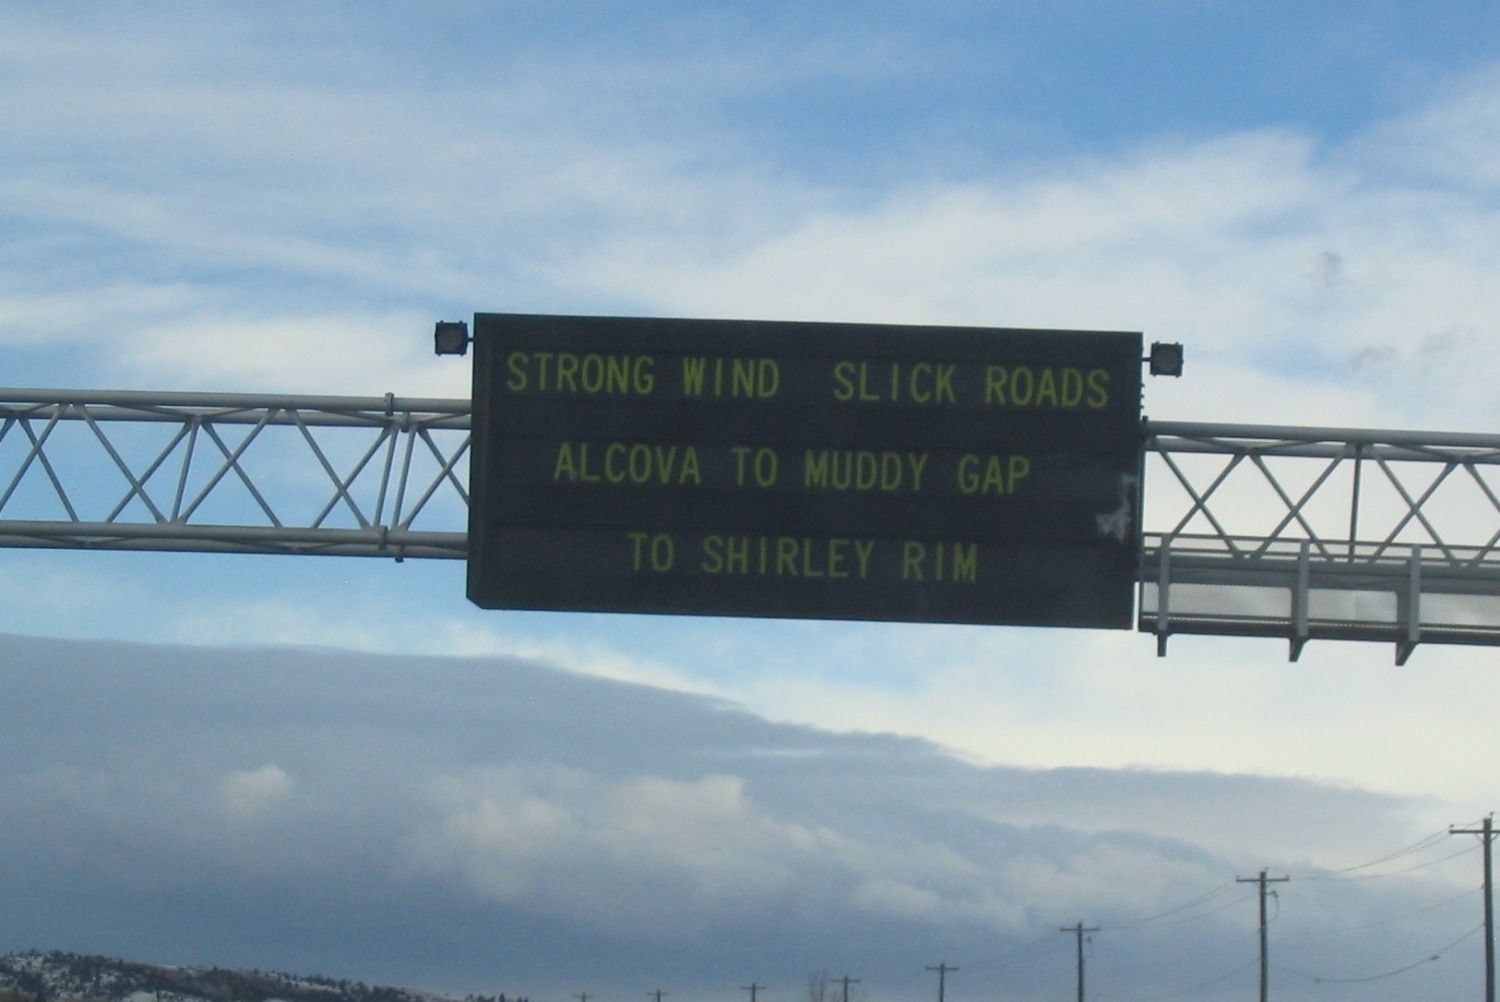 STRONG WIND SLICK ROADS
ALCOVA TO MUDDY GAP
TO SHIRLEY RIM